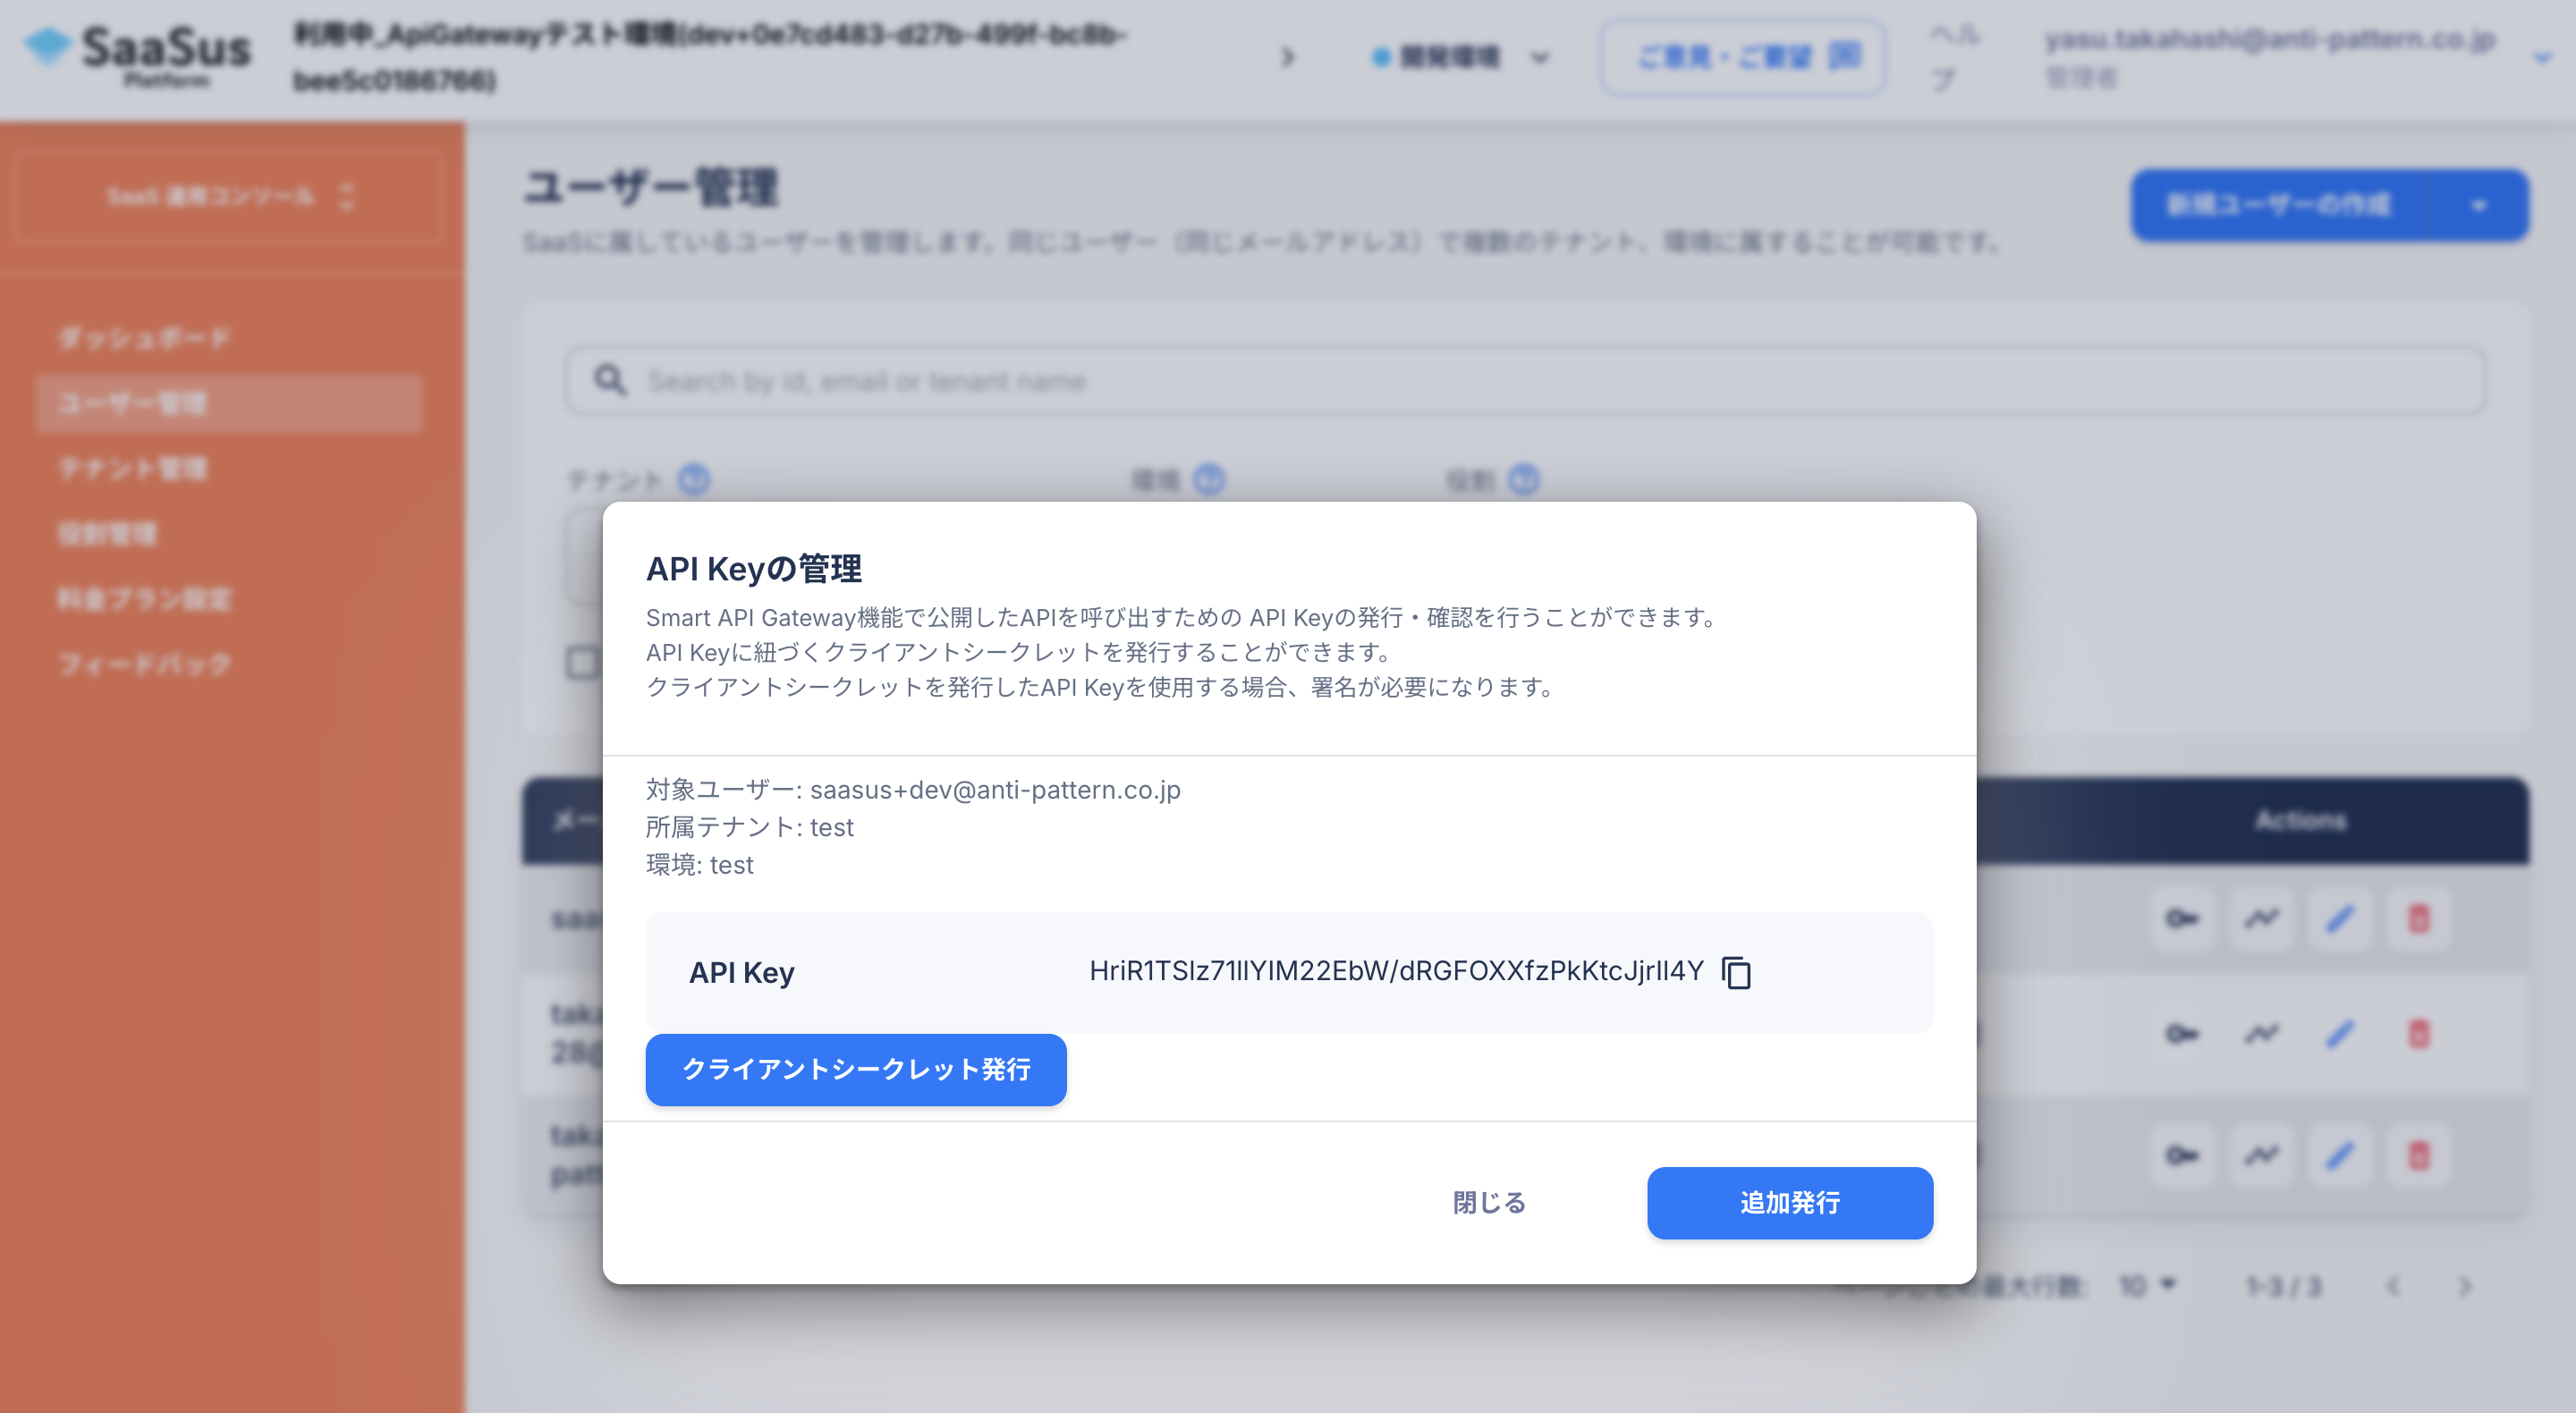 SaaSus
Platform
利用中_ApiGatewayテスト環境(dev+0e7cd483-d27b-499f-bc8b-
bee5c0186766)
開発環境
ご意見・ご要望
ヘル
プ
yasu.takahashi@anti-pattern.co.jp
管理者
SaaS 運用コンソール
ダッシュボード
ユーザー管理
テナント管理
役割管理
料金プラン設定
フィードバック
ユーザー管理
SaaSに属しているユーザーを管理します。同じユーザー（同じメールアドレス）で複数のテナント、環境に属することが可能です。
新規ユーザーの作成
Search by id, email or tenant name
テナント
環境
役割
API Keyの管理
Smart API Gateway機能で公開したAPIを呼び出すための API Keyの発行・確認を行うことができます。
API Keyに紐づくクライアントシークレットを発行することができます。
クライアントシークレットを発行したAPI Keyを使用する場合、署名が必要になります。
対象ユーザー: saasus+dev@anti-pattern.co.jp
所属テナント: test
環境: test
API Key
HriR1TSIz71IIYIM22EbW/dRGFOXXfzPkKtcJjrII4Y
クライアントシークレット発行
閉じる
追加発行
メー
Actions
saa
taka
28@
taka
patt
最大行数:
10
1-3 / 3